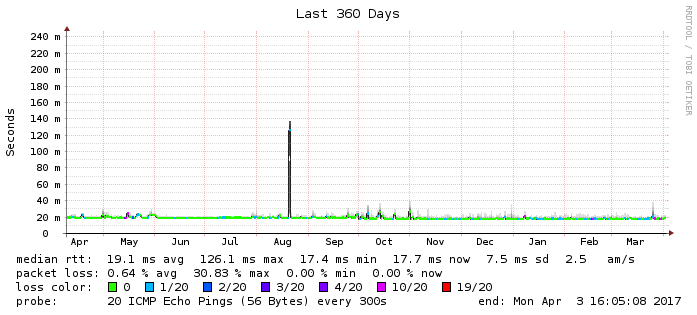 Last 360 Days
RRDTOOL / TOBI OETIKER
Seconds
240 m
220 m
200 m
180 m
160 m
140 m
120 m
100 m
80 m
60 m
40 m
20 m
0
Apr May Jun Jul Aug Sep Oct Nov Dec Jan Feb Mar
median rtt: 19.1 ms avg 126.1 ms max 17.4 ms min 17.7 ms now 7.5 ms sd 2.5 am/s
packet loss: 0.64 % avg 30.83 % max 0.00 % min 0.00 % now
loss color: 0 1/20 2/20 3/20 4/20 10/20 19/20
probe: 20 ICMP Echo Pings (56 Bytes) every 300s end: Mon Apr 3 16:05:08 2017